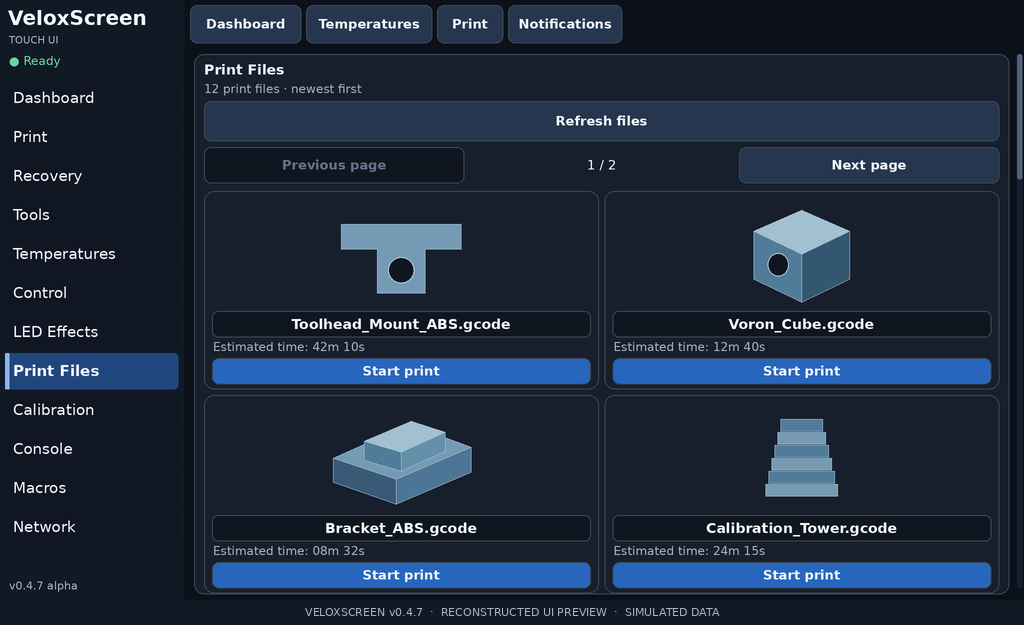 VeloxScreen
TOUCH UI
Ready
Dashboard
Print
Recovery
Tools
Temperatures
Control
LED Effects
Print Files
Calibration
Console
Macros
Network
v0.4.7 alpha
Dashboard Temperatures Print Notifications
Print Files
12 print files · newest first
Refresh files
Previous page 1 / 2 Next page
Toolhead_Mount_ABS.gcode
Estimated time: 42m 10s
Start print
Voron_Cube.gcode
Estimated time: 12m 40s
Start print
Bracket_ABS.gcode
Estimated time: 08m 32s
Start print
Calibration_Tower.gcode
Estimated time: 24m 15s
Start print
VELOXSCREEN v0.4.7 · RECONSTRUCTED UI PREVIEW · SIMULATED DATA